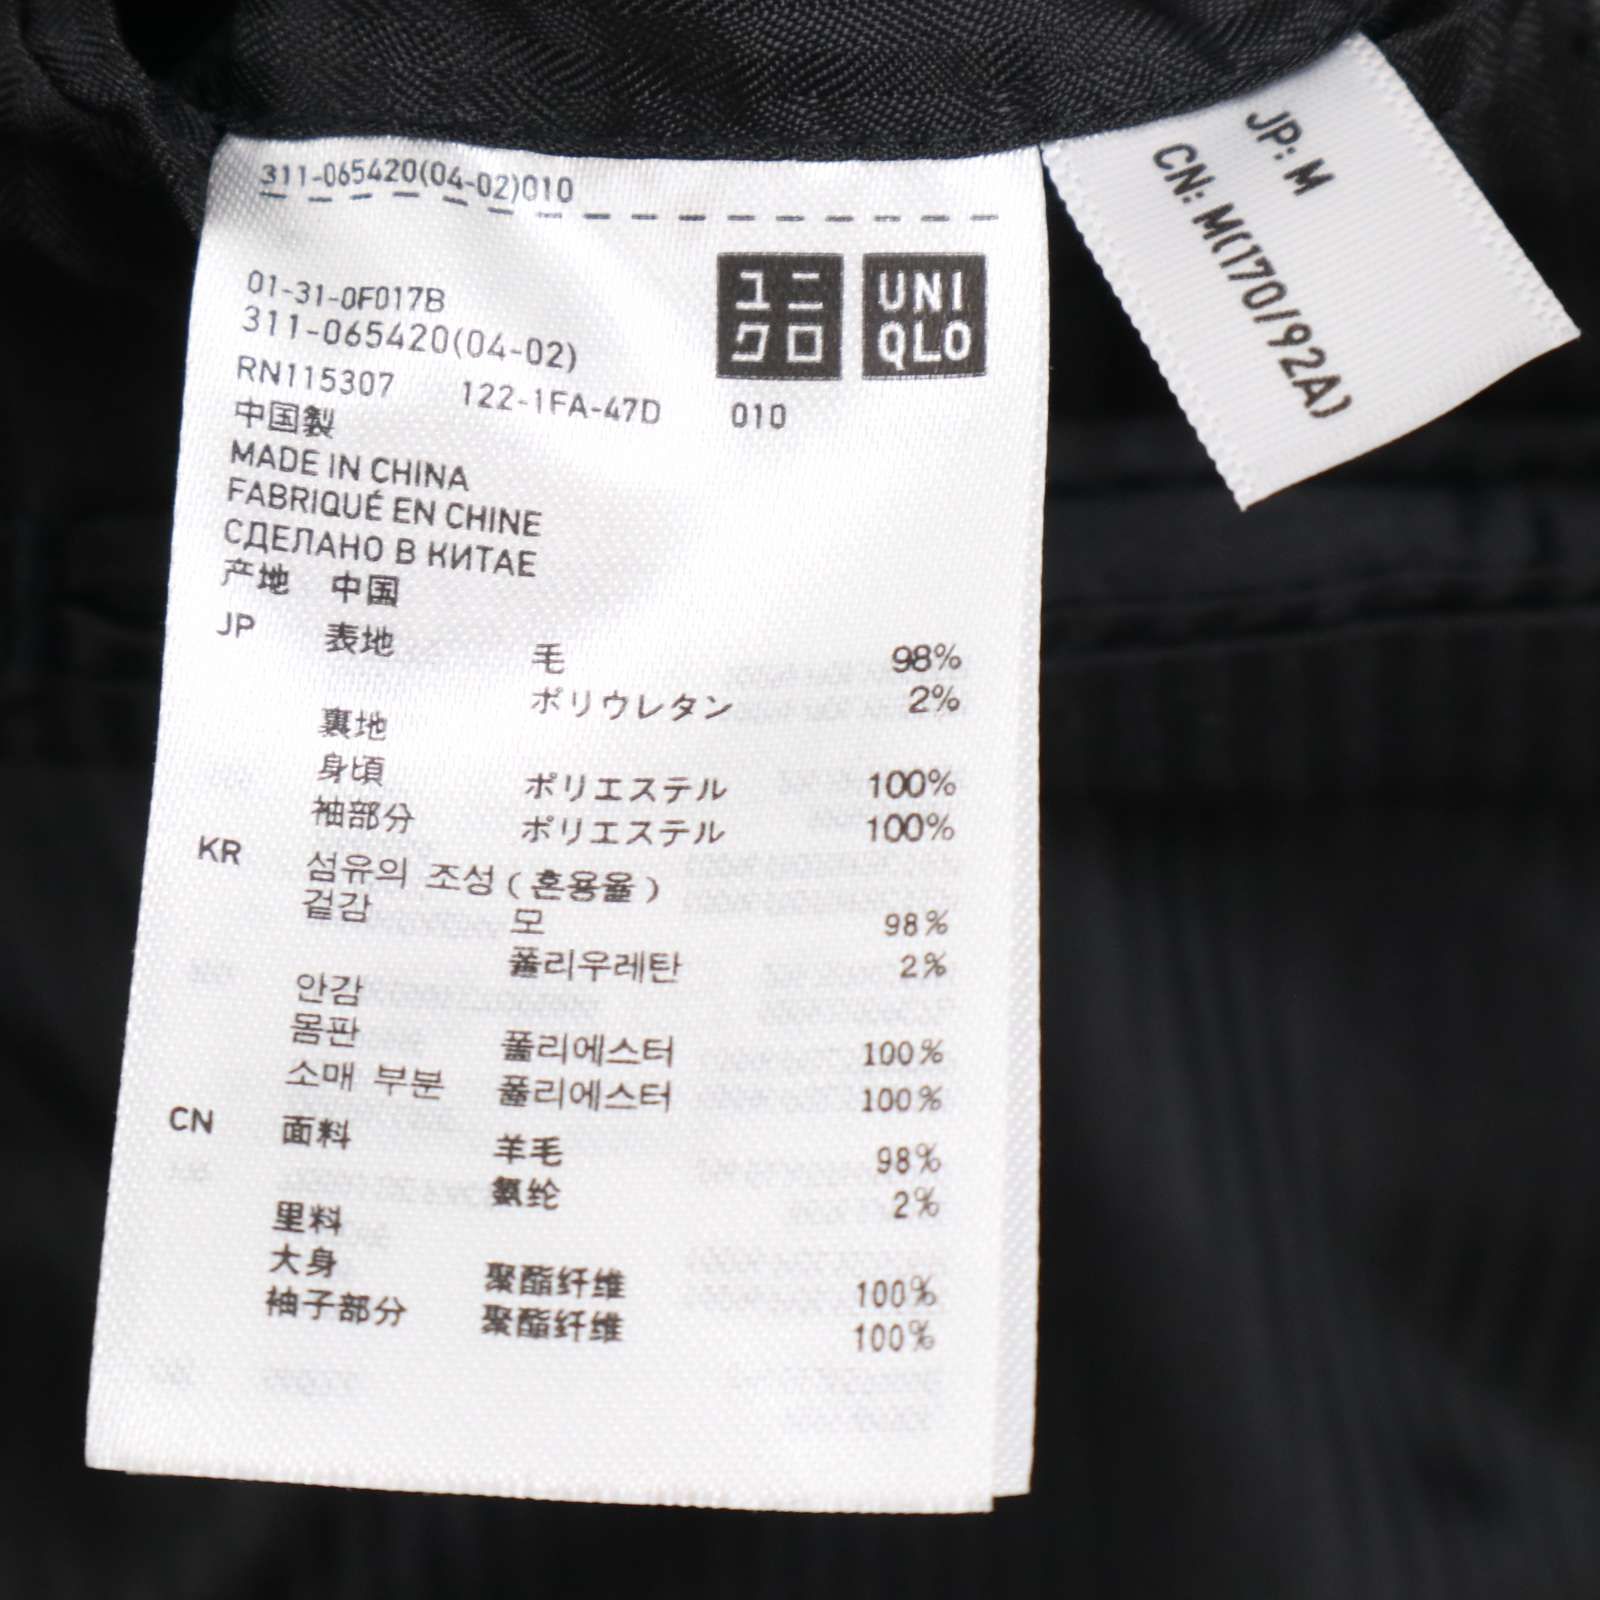 311-065420(04-02)010
ユニ
クロ
UNI
QLO
01-31-0F017B
311-065420(04-02)
RN115307 122-1FA-47D 010
中国製
MADE IN CHINA
FABRIQUÉ EN CHINE
СДЕЛАНО В КИТАЕ
产地 中国
JP 表地 毛 98%
ポリウレタン 2%
裏地
身頃 ポリエステル 100%
袖部分 ポリエステル 100%
KR 섬유의 조성 (혼용율)
겉감 모 98%
폴리우레탄 2%
안감
몸판 폴리에스터 100%
소매 부분 폴리에스터 100%
CN 面料 羊毛 98%
氨纶 2%
里料
大身 聚酯纤维 100%
袖子部分 聚酯纤维 100%
JP: M
CN: M(170/92A)